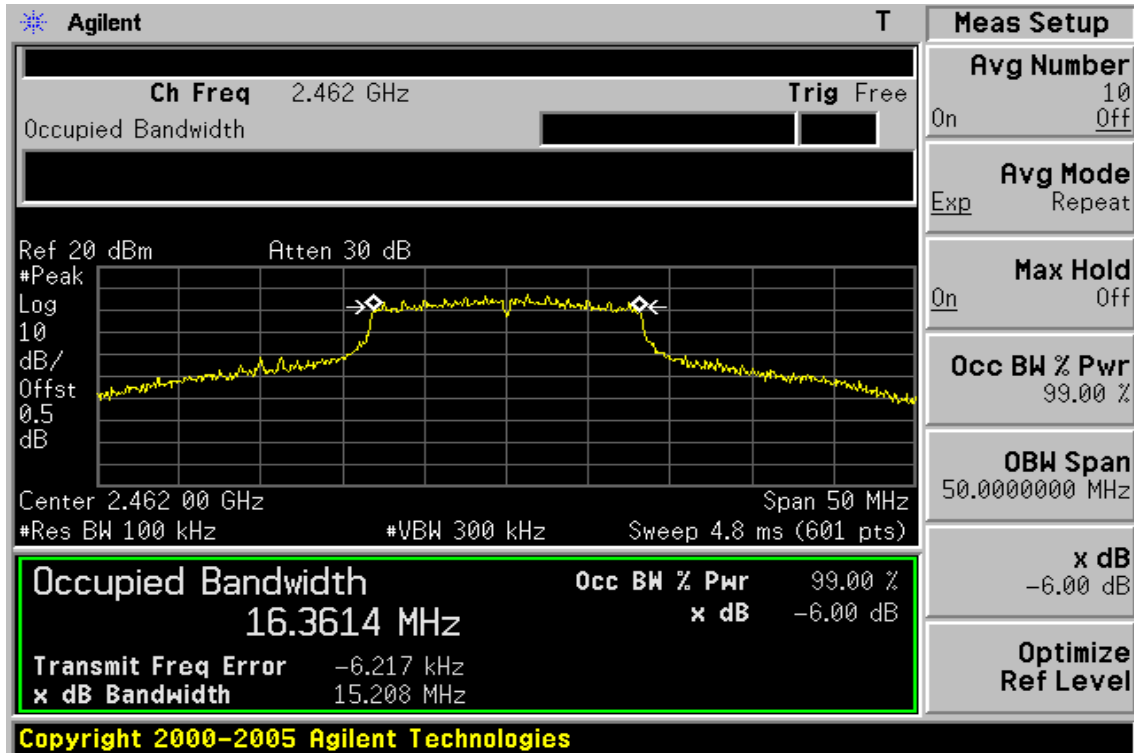 Agilent T Meas Setup
Ch Freq 2.462 GHz Trig Free
Occupied Bandwidth
Ref 20 dBm Atten 30 dB
#Peak
Log
10
dB/
Offst
0.5
dB
Center 2.462 00 GHz Span 50 MHz
#Res BW 100 kHz #VBW 300 kHz Sweep 4.8 ms (601 pts)
Occupied Bandwidth Occ BW % Pwr 99.00 %
16.3614 MHz x dB -6.00 dB
Transmit Freq Error -6.217 kHz
x dB Bandwidth 15.208 MHz
Avg Number
10
On Off
Avg Mode
Exp Repeat
Max Hold
On Off
Occ BW % Pwr
99.00 %
OBW Span
50.0000000 MHz
x dB
-6.00 dB
Optimize
Ref Level
Copyright 2000-2005 Agilent Technologies